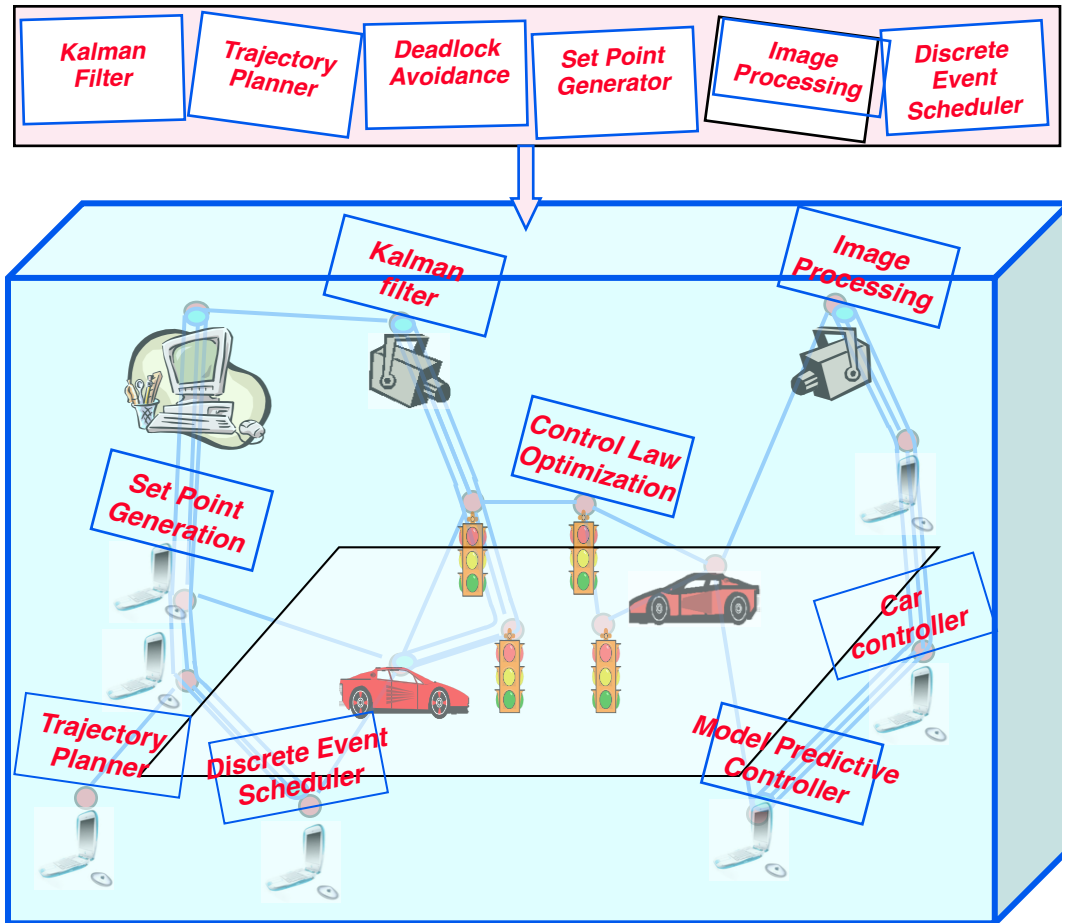 Kalman
Filter
Trajectory
Planner
Deadlock
Avoidance
Set Point
Generator
Image
Processing
Discrete
Event
Scheduler
Kalman
filter
Image
Processing
Control Law
Optimization
Set Point
Generation
Car
controller
Trajectory
Planner
Discrete Event
Scheduler
Model Predictive
Controller